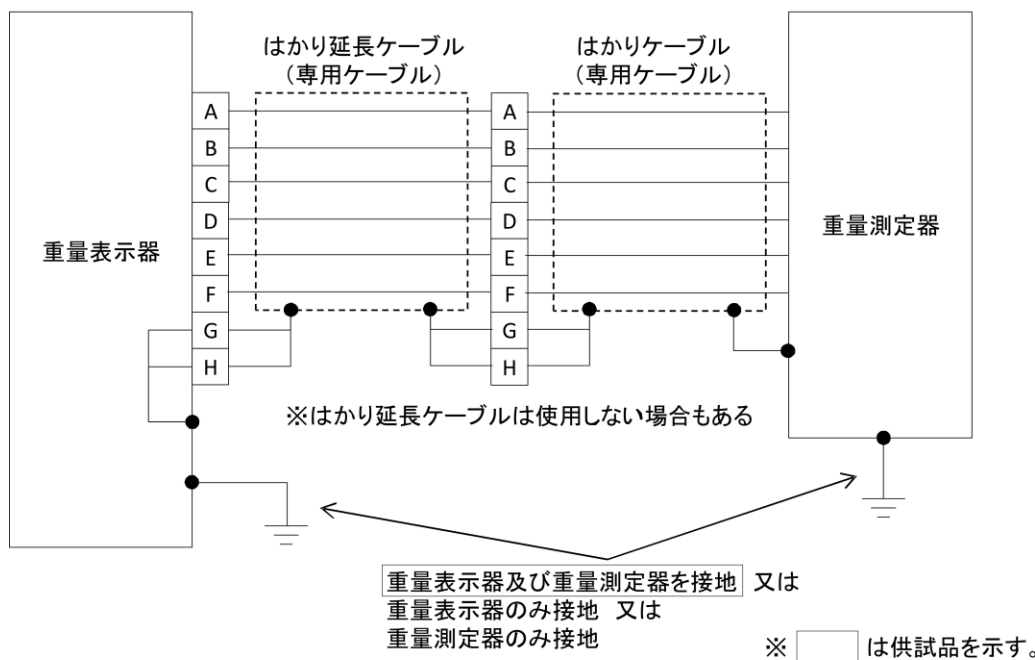 はかり延長ケーブル
(専用ケーブル)
はかりケーブル
(専用ケーブル)
重量表示器
A
B
C
D
E
F
G
H
A
B
C
D
E
F
G
H
重量測定器
※はかり延長ケーブルは使用しない場合もある
重量表示器及び重量測定器を接地 又は
重量表示器のみ接地 又は
重量測定器のみ接地
※ は供試品を示す。